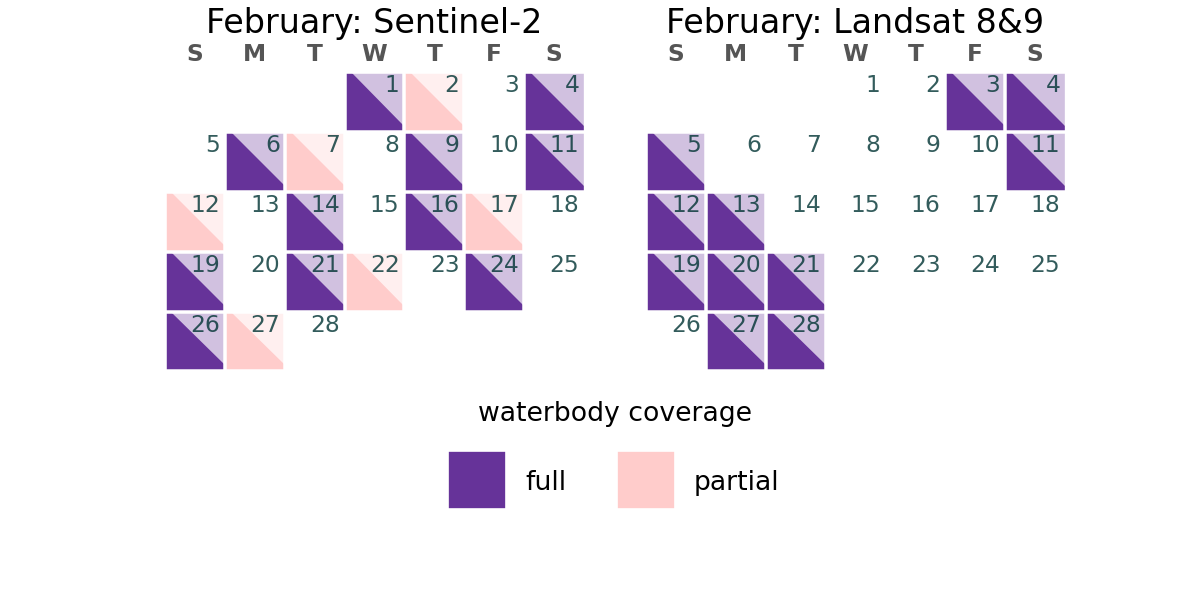 February: Sentinel-2
S M T W T F S
1 2 3 4
5 6 7 8 9 10 11
12 13 14 15 16 17 18
19 20 21 22 23 24 25
26 27 28
February: Landsat 8&9
S M T W T F S
1 2 3 4
5 6 7 8 9 10 11
12 13 14 15 16 17 18
19 20 21 22 23 24 25
26 27 28
waterbody coverage
full partial